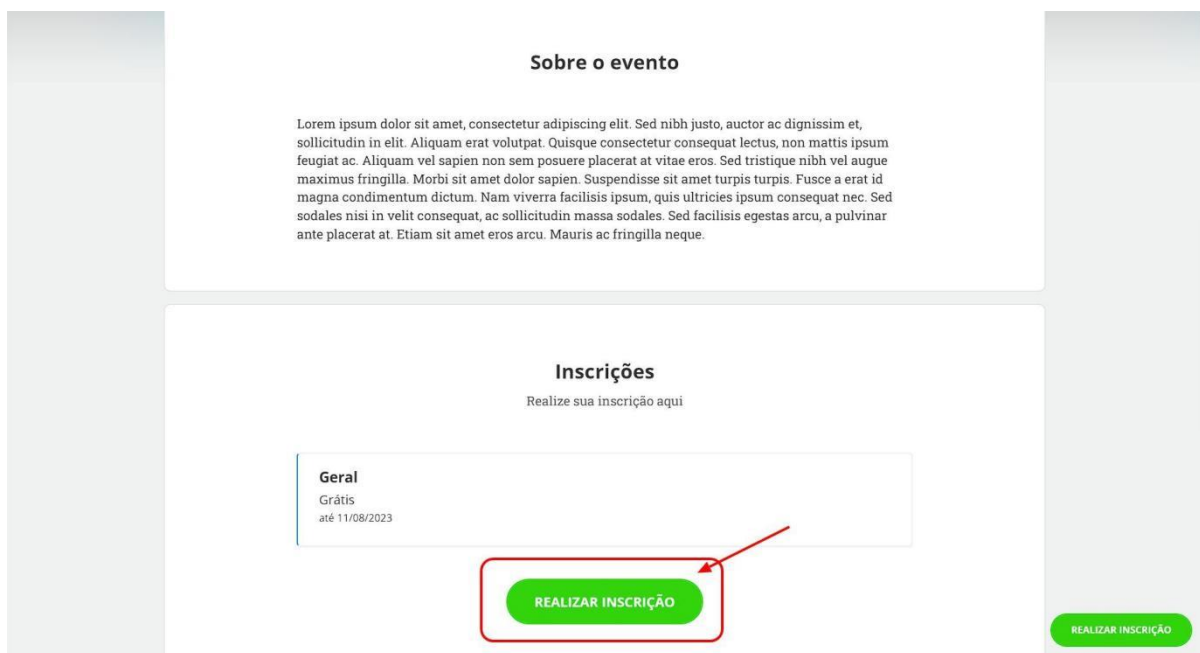 Sobre o evento
Lorem ipsum dolor sit amet, consectetur adipiscing elit. Sed nibh justo, auctor ac dignissim et,
sollicitudin in elit. Aliquam erat volutpat. Quisque consectetur consequat lectus, non mattis ipsum
feugiat ac. Aliquam vel sapien non sem posuere placerat at vitae eros. Sed tristique nibh vel augue
maximus fringilla. Morbi sit amet dolor sapien. Suspendisse sit amet turpis turpis. Fusce a erat id
magna condimentum dictum. Nam viverra facilisis ipsum, quis ultricies ipsum consequat nec. Sed
sodales nisi in velit consequat, ac sollicitudin massa sodales. Sed facilisis egestas arcu, a pulvinar
ante placerat at. Etiam sit amet eros arcu. Mauris ac fringilla neque.
Inscrições
Realize sua inscrição aqui
Geral
Grátis
até 11/08/2023
REALIZAR INSCRIÇÃO
REALIZAR INSCRIÇÃO